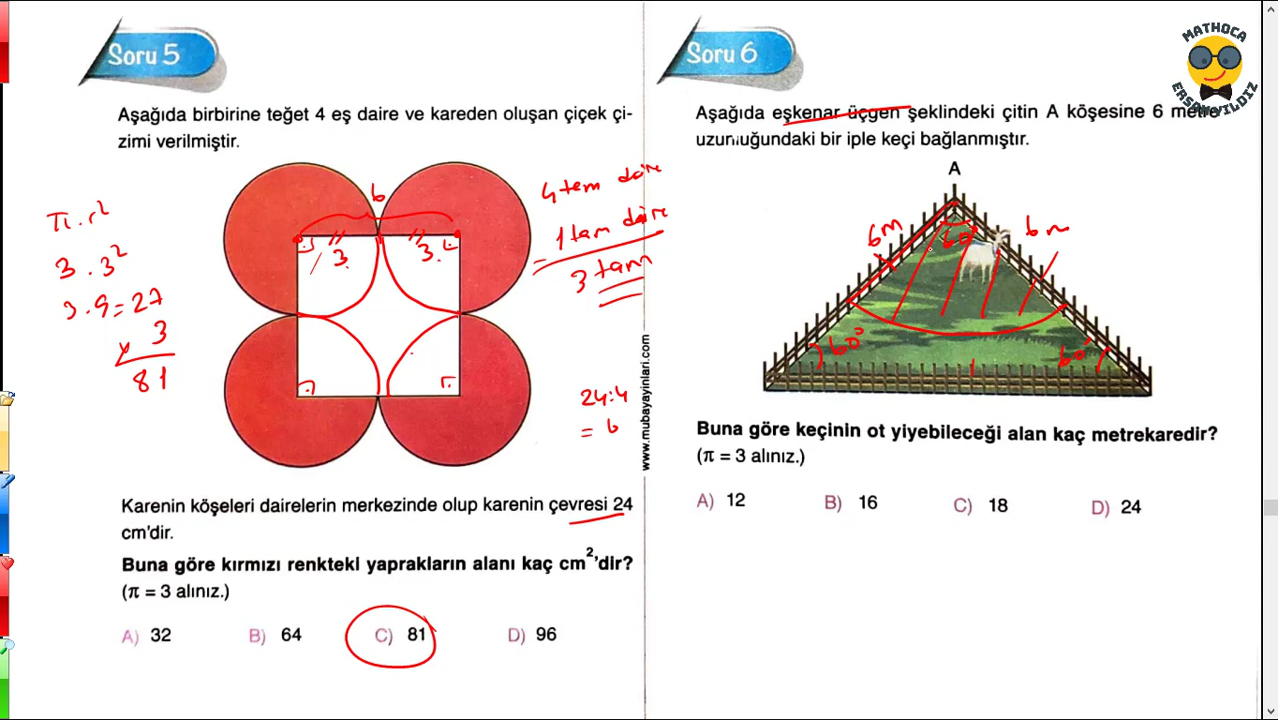 Soru 5
Aşağıda birbirine teğet 4 eş daire ve kareden oluşan çiçek çi-
zimi verilmiştir.
π.r²
3.3²
3.9=27
x 3
81
6
3
3
4 tam daire
- 1 tam daire
3 tam
24:4
= 6
www.mubayayinlari.com
Karenin köşeleri dairelerin merkezinde olup karenin çevresi 24
cm'dir.
Buna göre kırmızı renkteki yaprakların alanı kaç cm²'dir?
(π = 3 alınız.)
A) 32 B) 64 C) 81 D) 96
Soru 6
MATHOCA
ERSAN YILDIZ
Aşağıda eşkenar üçgen şeklindeki çitin A köşesine 6 metre
uzunluğundaki bir iple keçi bağlanmıştır.
A
6m
60°
6m
60°
60°
Buna göre keçinin ot yiyebileceği alan kaç metrekaredir?
(π = 3 alınız.)
A) 12 B) 16 C) 18 D) 24